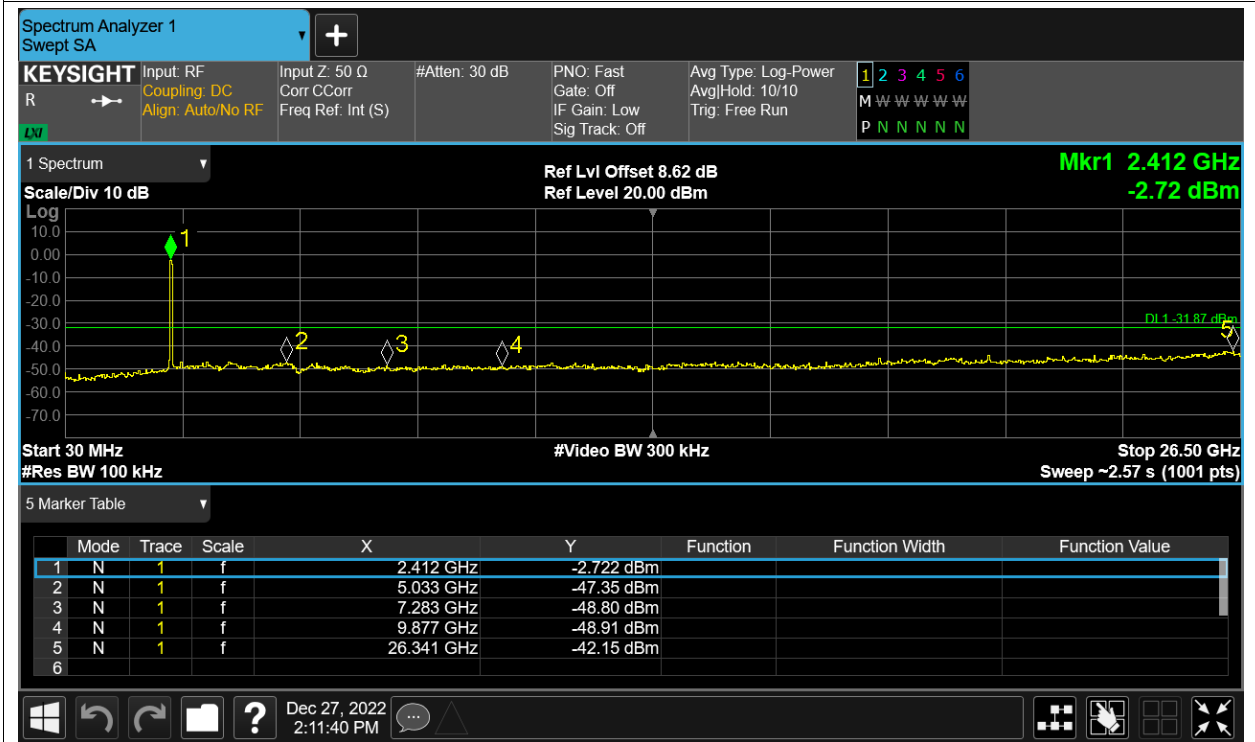 Spectrum Analyzer 1
Swept SA
+
KEYSIGHT
R
LXI
Input: RF
Coupling: DC
Align: Auto/No RF
Input Z: 50 Ω
Corr CCorr
Freq Ref: Int (S)
#Atten: 30 dB
PNO: Fast
Gate: Off
IF Gain: Low
Sig Track: Off
Avg Type: Log-Power
Avg|Hold: 10/10
Trig: Free Run
1 2 3 4 5 6
M W W W W W
P N N N N N
1 Spectrum
Scale/Div 10 dB
Ref Lvl Offset 8.62 dB
Ref Level 20.00 dBm
Mkr1 2.412 GHz
-2.72 dBm
Log
10.0
0.00
-10.0
-20.0
-30.0
-40.0
-50.0
-60.0
-70.0
1
2
3
4
5
DL1 -31.87 dBm
Start 30 MHz
#Res BW 100 kHz
#Video BW 300 kHz
Stop 26.50 GHz
Sweep ~2.57 s (1001 pts)
5 Marker Table
Mode Trace Scale X Y Function Function Width Function Value
1 N 1 f 2.412 GHz -2.722 dBm
2 N 1 f 5.033 GHz -47.35 dBm
3 N 1 f 7.283 GHz -48.80 dBm
4 N 1 f 9.877 GHz -48.91 dBm
5 N 1 f 26.341 GHz -42.15 dBm
6
?
Dec 27, 2022
2:11:40 PM